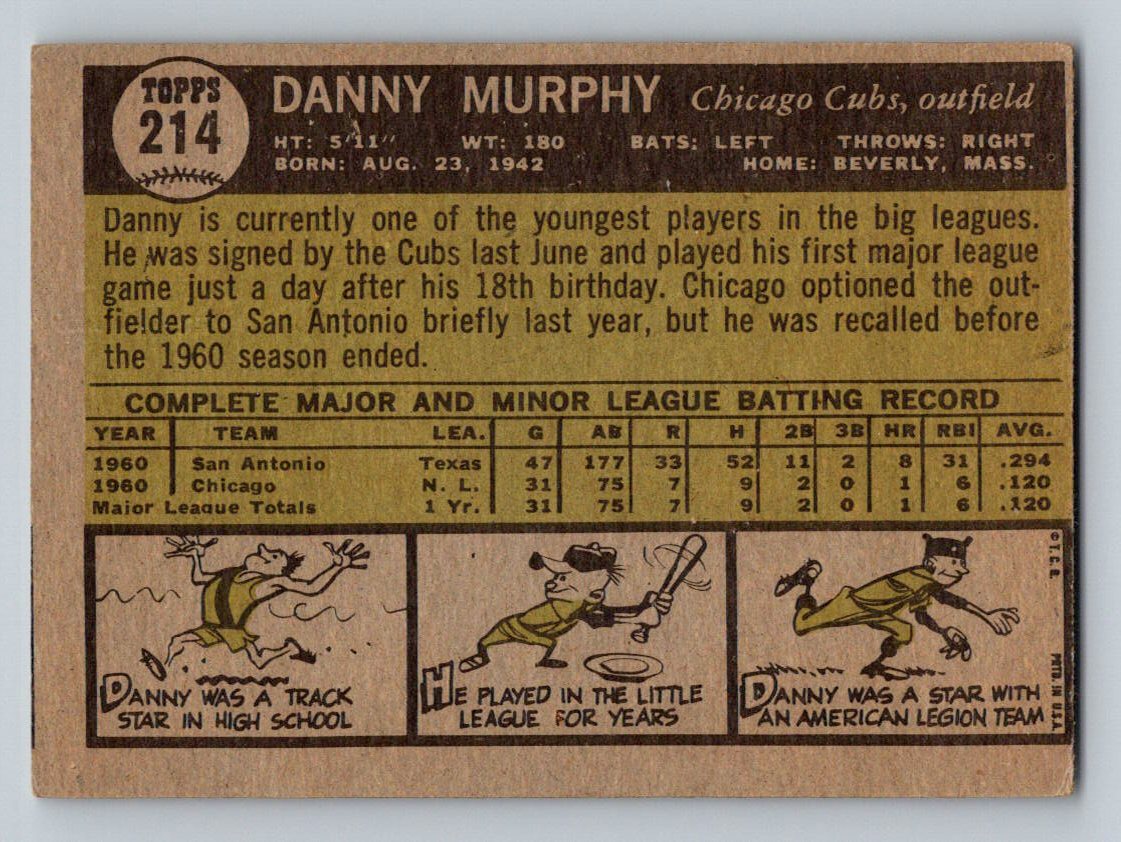 TOPPS
214
DANNY MURPHY Chicago Cubs, outfield
HT: 5'11" WT: 180 BATS: LEFT THROWS: RIGHT
BORN: AUG. 23, 1942 HOME: BEVERLY, MASS.
Danny is currently one of the youngest players in the big leagues.
He was signed by the Cubs last June and played his first major league
game just a day after his 18th birthday. Chicago optioned the out-
fielder to San Antonio briefly last year, but he was recalled before
the 1960 season ended.
COMPLETE MAJOR AND MINOR LEAGUE BATTING RECORD
YEAR TEAM LEA. G AB R H 2B 3B HR RBI AVG.
1960 San Antonio Texas 47 177 33 52 11 2 8 31 .294
1960 Chicago N. L. 31 75 7 9 2 0 1 6 .120
Major League Totals 1 Yr. 31 75 7 9 2 0 1 6 .120
DANNY WAS A TRACK
STAR IN HIGH SCHOOL
HE PLAYED IN THE LITTLE
LEAGUE FOR YEARS
DANNY WAS A STAR WITH
AN AMERICAN LEGION TEAM
© T.C.G. PRTD. IN U.S.A.